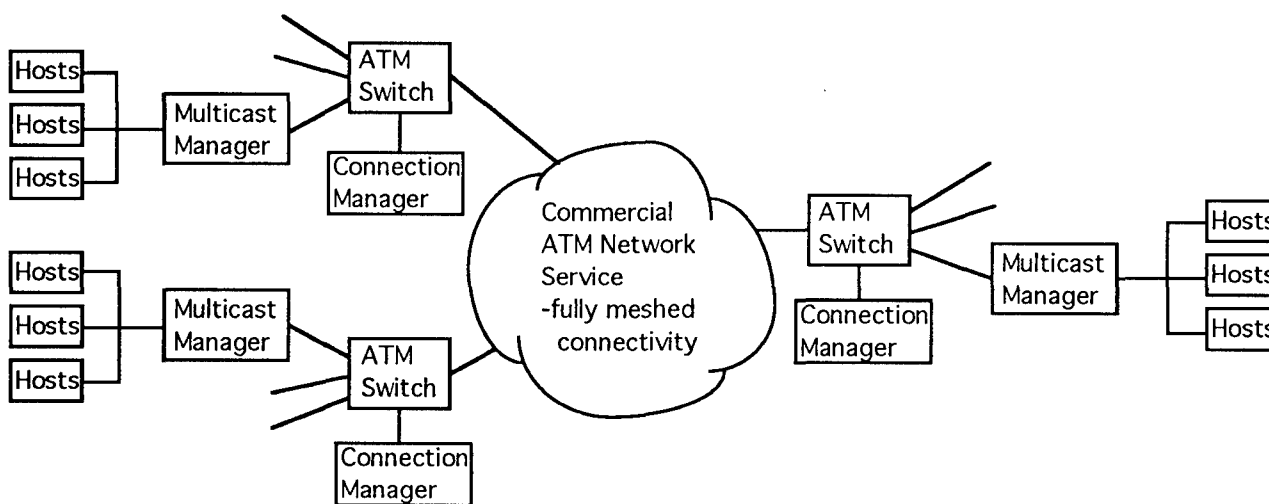 Hosts
Hosts
Hosts
Multicast
Manager
ATM
Switch
Connection
Manager
Hosts
Hosts
Hosts
Multicast
Manager
ATM
Switch
Connection
Manager
Commercial
ATM Network
Service
-fully meshed
connectivity
ATM
Switch
Connection
Manager
Multicast
Manager
Hosts
Hosts
Hosts